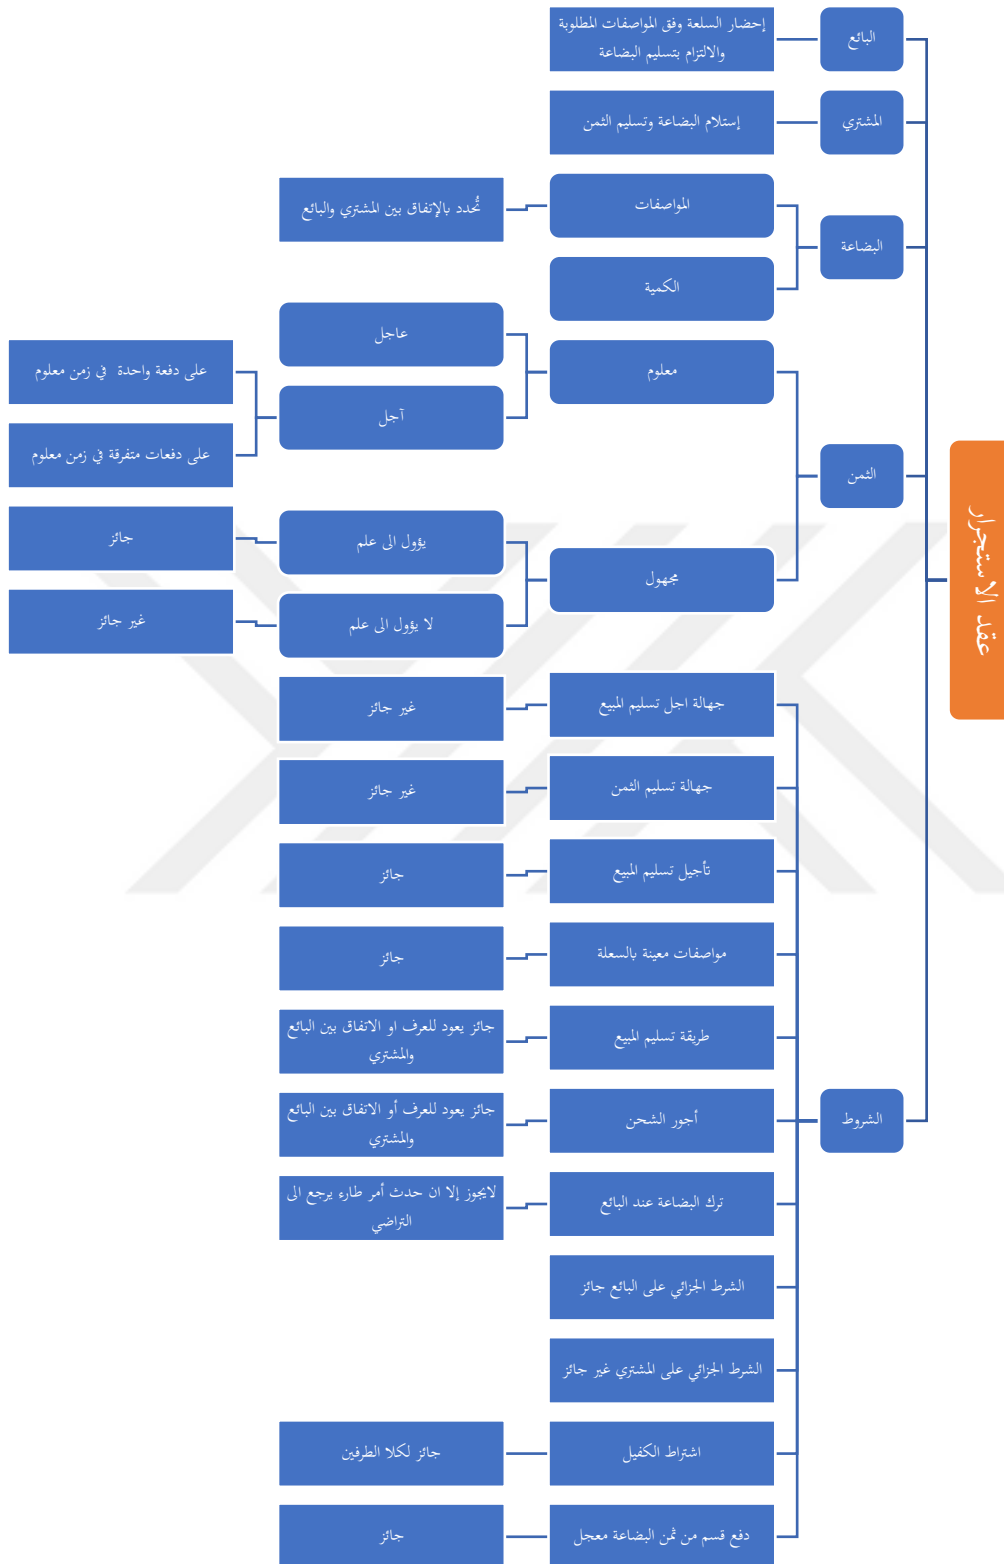 عقد الاستجرار
البائع
إحضار السلعة وفق المواصفات المطلوبة
والالتزام بتسليم البضاعة
المشتري
إستلام البضاعة وتسليم الثمن
البضاعة
المواصفات
تُحدد بالإتفاق بين المشتري والبائع
الكمية
الثمن
معلوم
عاجل
آجل
على دفعة واحدة في زمن معلوم
على دفعات متفرقة في زمن معلوم
مجهول
يؤول الى علم
جائز
لا يؤول الى علم
غير جائز
الشروط
جهالة اجل تسليم المبيع
غير جائز
جهالة تسليم الثمن
غير جائز
تأجيل تسليم المبيع
جائز
مواصفات معينة بالسعلة
جائز
طريقة تسليم المبيع
جائز يعود للعرف او الاتفاق بين البائع
والمشتري
أجور الشحن
جائز يعود للعرف أو الاتفاق بين البائع
والمشتري
ترك البضاعة عند البائع
لايجوز إلا ان حدث أمر طارء يرجع الى
التراضي
الشرط الجزائي على البائع جائز
الشرط الجزائي على المشتري غير جائز
اشتراط الكفيل
جائز لكلا الطرفين
دفع قسم من ثمن البضاعة معجل
جائز